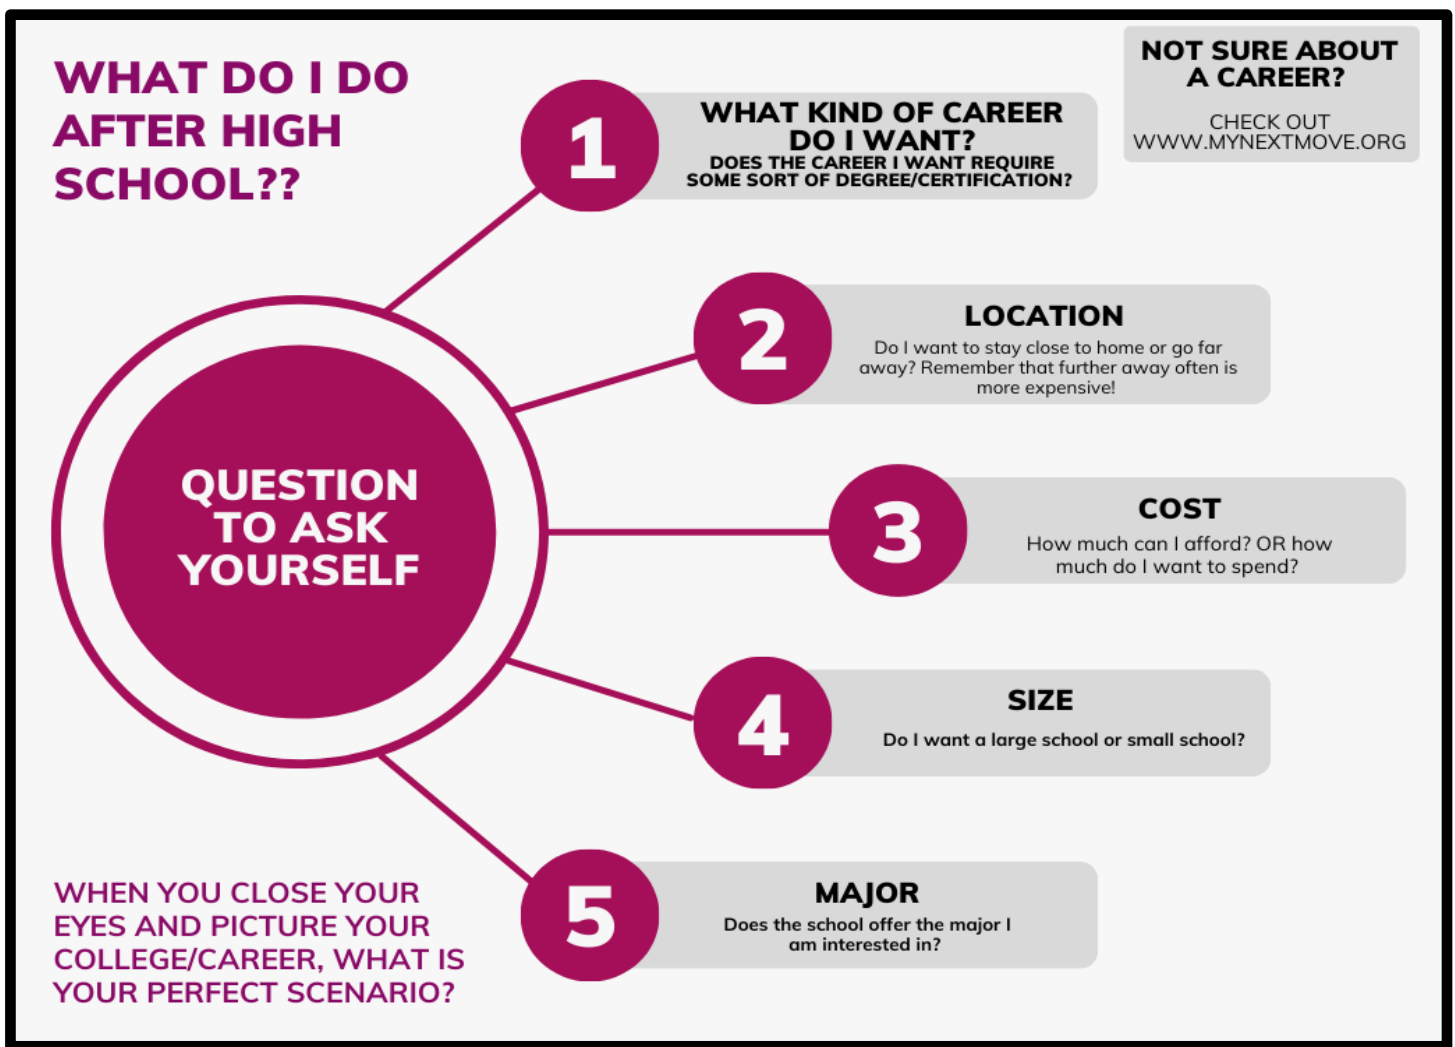 WHAT DO I DO
AFTER HIGH
SCHOOL??
NOT SURE ABOUT
A CAREER?
CHECK OUT
WWW.MYNEXTMOVE.ORG
QUESTION
TO ASK
YOURSELF
1
WHAT KIND OF CAREER
DO I WANT?
DOES THE CAREER I WANT REQUIRE
SOME SORT OF DEGREE/CERTIFICATION?
2
LOCATION
Do I want to stay close to home or go far
away? Remember that further away often is
more expensive!
3
COST
How much can I afford? OR how
much do I want to spend?
4
SIZE
Do I want a large school or small school?
5
MAJOR
Does the school offer the major I
am interested in?
WHEN YOU CLOSE YOUR
EYES AND PICTURE YOUR
COLLEGE/CAREER, WHAT IS
YOUR PERFECT SCENARIO?